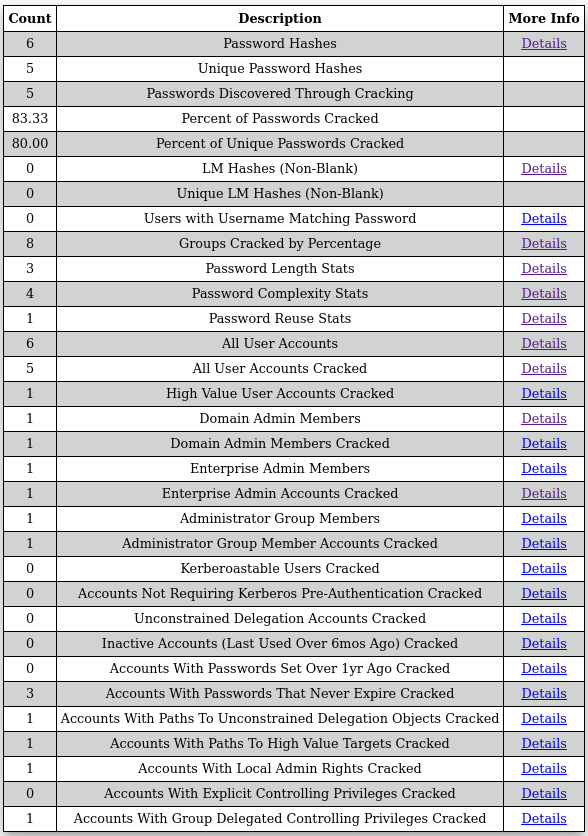 Count Description More Info
6 Password Hashes Details
5 Unique Password Hashes
5 Passwords Discovered Through Cracking
83.33 Percent of Passwords Cracked
80.00 Percent of Unique Passwords Cracked
0 LM Hashes (Non-Blank) Details
0 Unique LM Hashes (Non-Blank)
0 Users with Username Matching Password Details
8 Groups Cracked by Percentage Details
3 Password Length Stats Details
4 Password Complexity Stats Details
1 Password Reuse Stats Details
6 All User Accounts Details
5 All User Accounts Cracked Details
1 High Value User Accounts Cracked Details
1 Domain Admin Members Details
1 Domain Admin Members Cracked Details
1 Enterprise Admin Members Details
1 Enterprise Admin Accounts Cracked Details
1 Administrator Group Members Details
1 Administrator Group Member Accounts Cracked Details
0 Kerberoastable Users Cracked Details
0 Accounts Not Requiring Kerberos Pre-Authentication Cracked Details
0 Unconstrained Delegation Accounts Cracked Details
0 Inactive Accounts (Last Used Over 6mos Ago) Cracked Details
0 Accounts With Passwords Set Over 1yr Ago Cracked Details
3 Accounts With Passwords That Never Expire Cracked Details
1 Accounts With Paths To Unconstrained Delegation Objects Cracked Details
1 Accounts With Paths To High Value Targets Cracked Details
1 Accounts With Local Admin Rights Cracked Details
0 Accounts With Explicit Controlling Privileges Cracked Details
1 Accounts With Group Delegated Controlling Privileges Cracked Details